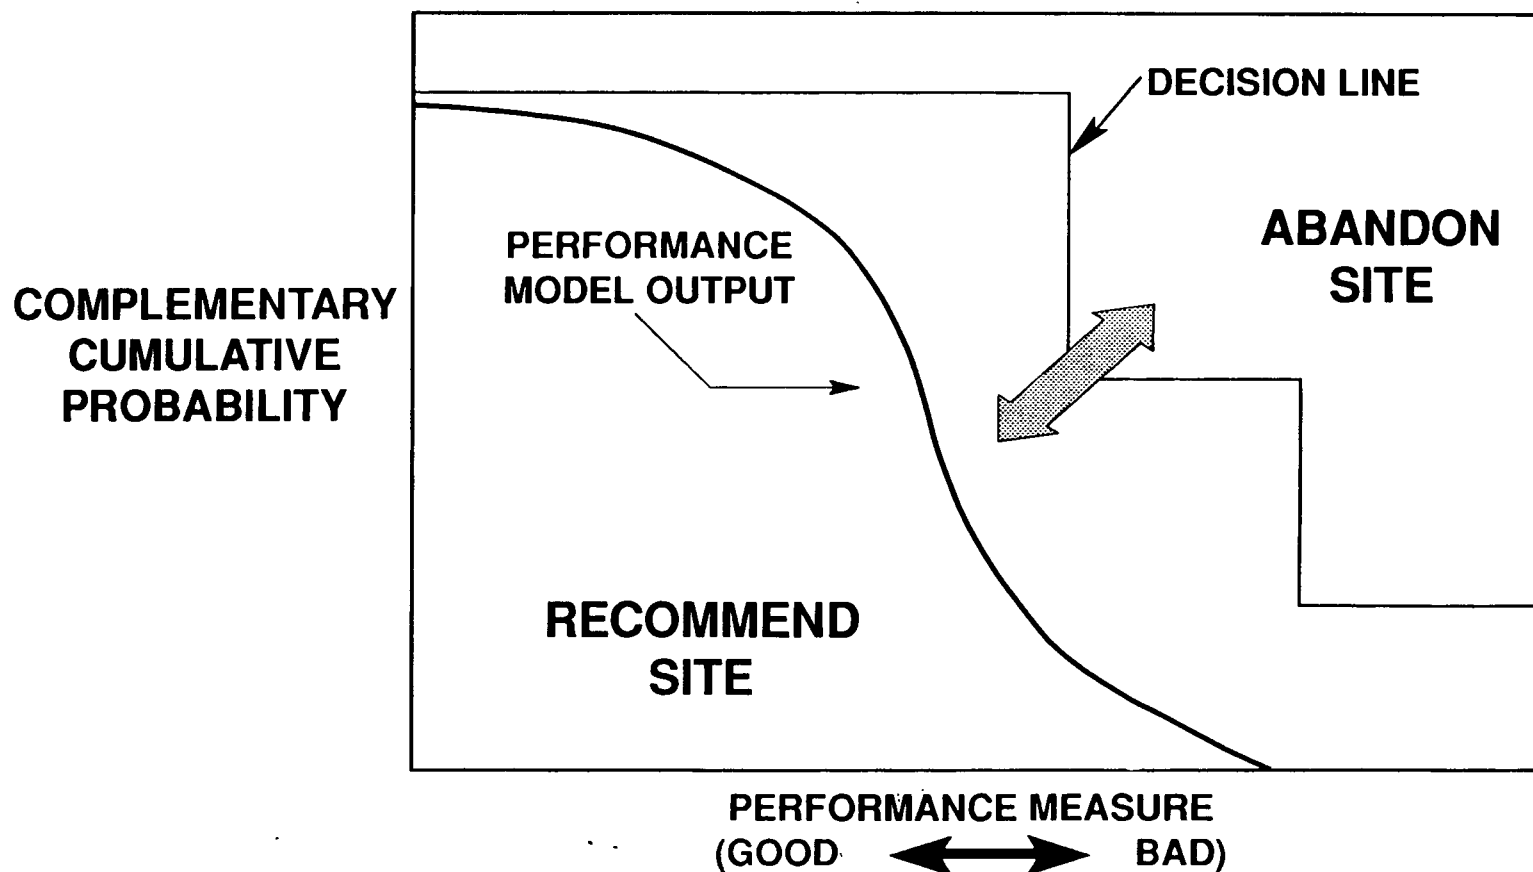 DECISION LINE
ABANDON
SITE
PERFORMANCE
MODEL OUTPUT
COMPLEMENTARY
CUMULATIVE
PROBABILITY
RECOMMEND
SITE
PERFORMANCE MEASURE
(GOOD BAD)